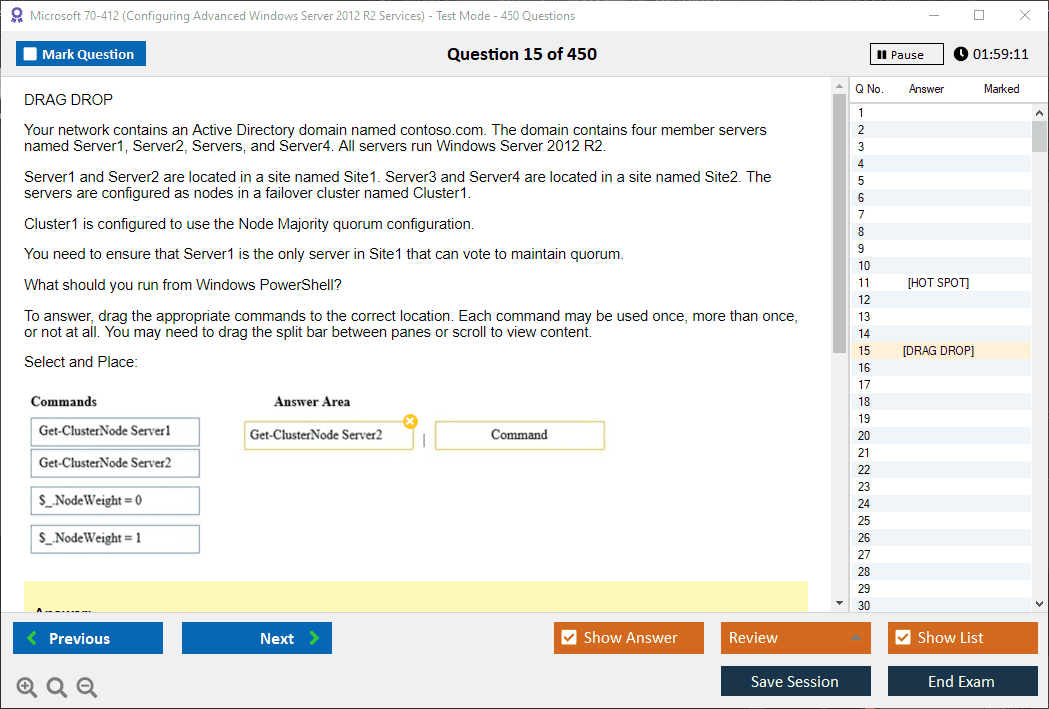 Microsoft 70-412 (Configuring Advanced Windows Server 2012 R2 Services) - Test Mode - 450 Questions
Mark Question
Question 15 of 450
Pause
01:59:11
DRAG DROP
Your network contains an Active Directory domain named contoso.com. The domain contains four member servers
named Server1, Server2, Servers, and Server4. All servers run Windows Server 2012 R2.
Server1 and Server2 are located in a site named Site1. Server3 and Server4 are located in a site named Site2. The
servers are configured as nodes in a failover cluster named Cluster1.
Cluster1 is configured to use the Node Majority quorum configuration.
You need to ensure that Server1 is the only server in Site1 that can vote to maintain quorum.
What should you run from Windows PowerShell?
To answer, drag the appropriate commands to the correct location. Each command may be used once, more than once,
or not at all. You may need to drag the split bar between panes or scroll to view content.
Select and Place:
Commands
Answer Area
Get-ClusterNode Server1
Get-ClusterNode Server2 | Command
Get-ClusterNode Server2
$_.NodeWeight = 0
$_.NodeWeight = 1
Answer:
Q No. Answer Marked
1
2
3
4
5
6
7
8
9
10
11 [HOT SPOT]
12
13
14
15 [DRAG DROP]
16
17
18
19
20
21
22
23
24
25
26
27
28
29
30
Previous
Next
Show Answer
Review
Show List
Save Session
End Exam